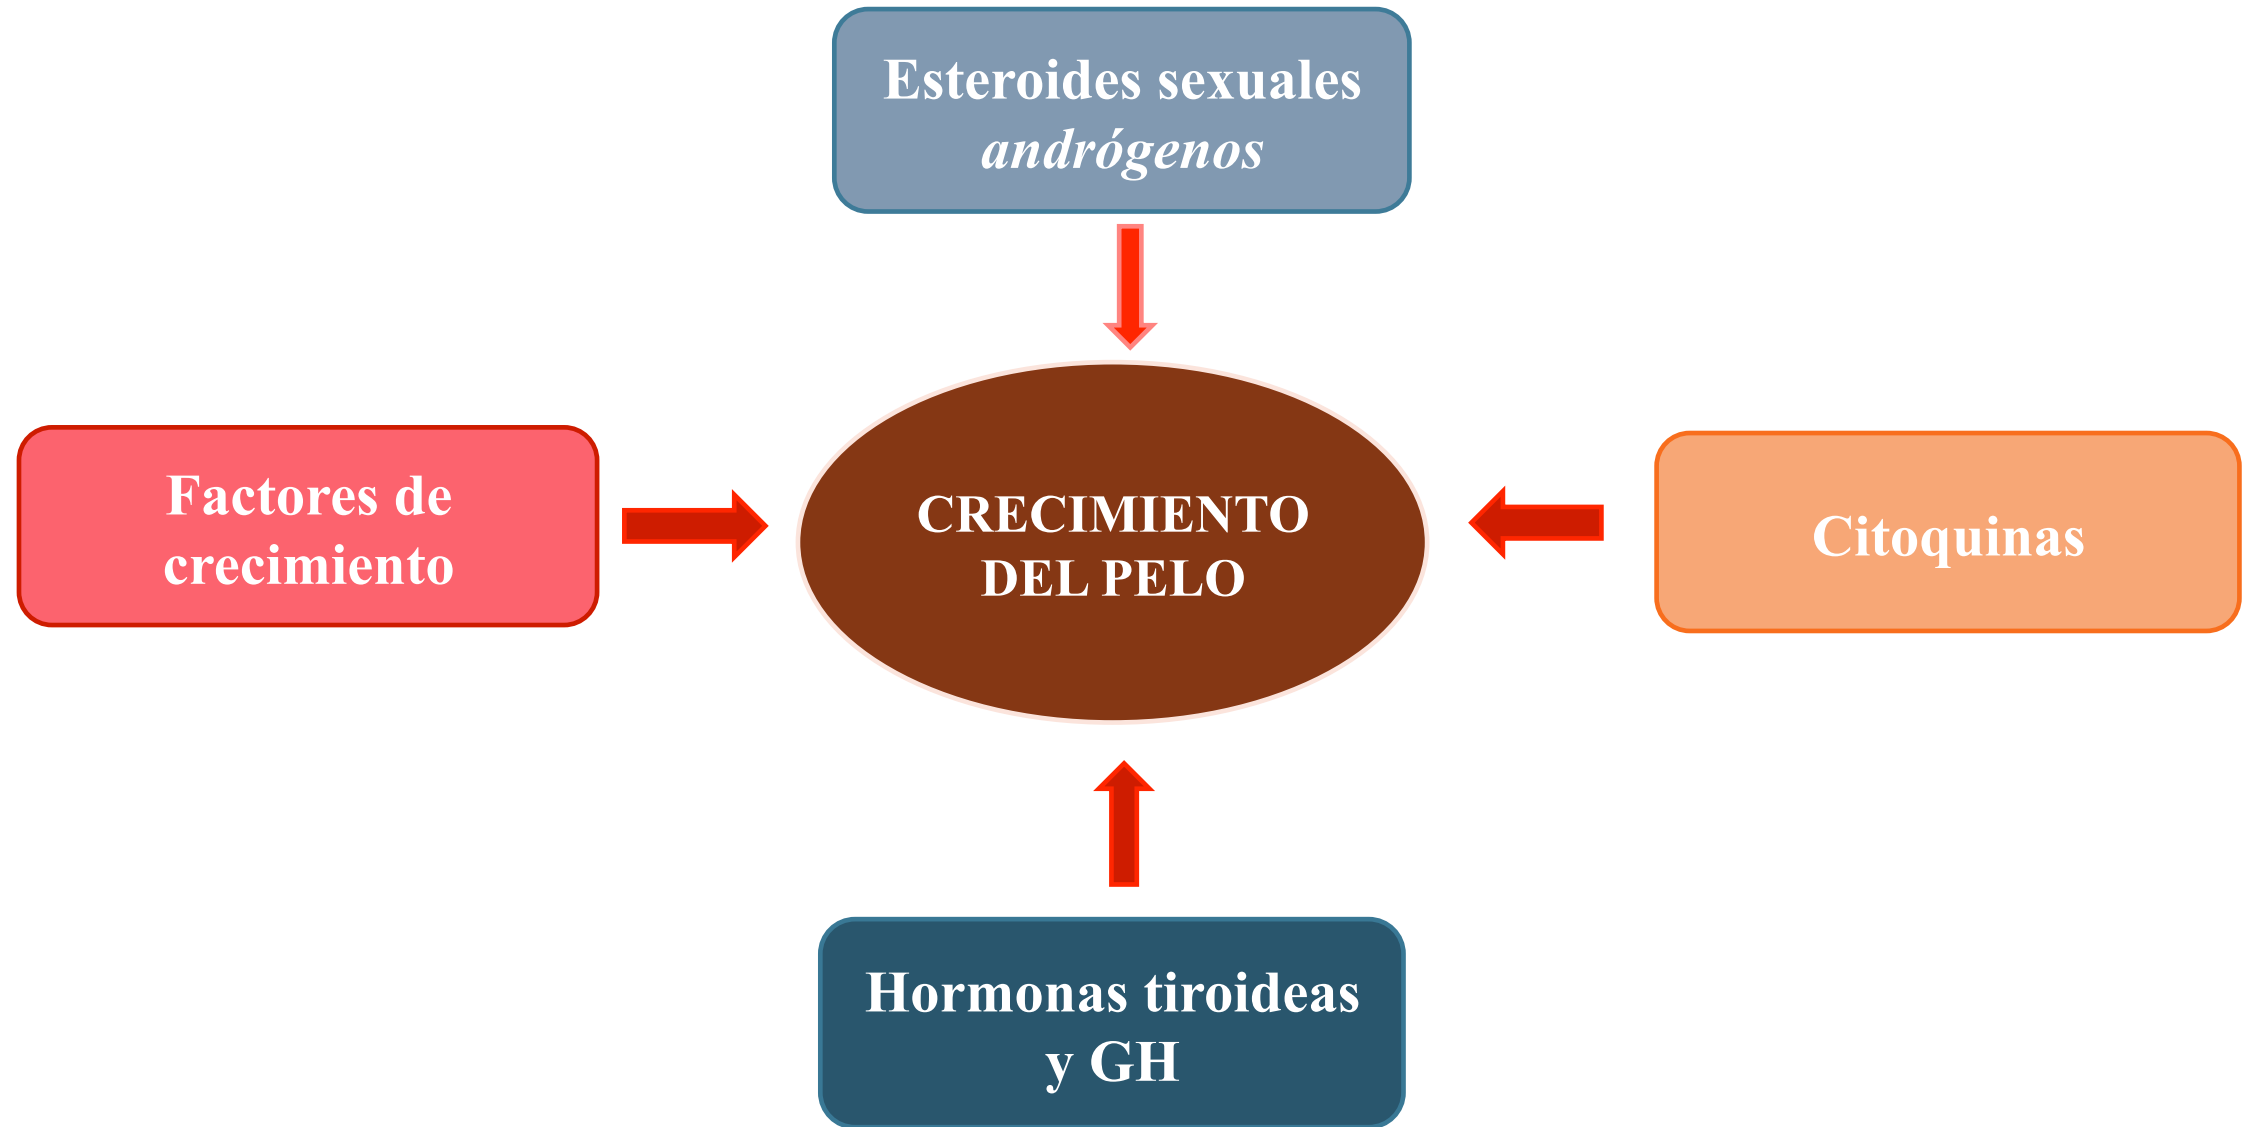 Esteroides sexuales
andrógenos
Factores de
crecimiento
CRECIMIENTO
DEL PELO
Citoquinas
Hormonas tiroideas
y GH